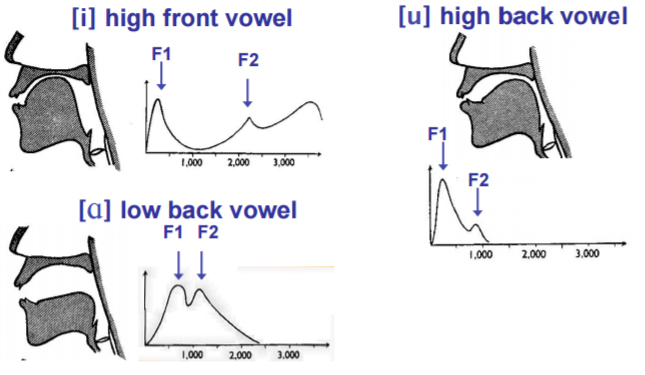 [i] high front vowel
F1
F2
1,000 2,000 3,000
[ɑ] low back vowel
F1 F2
1,000 2,000 3,000
[u] high back vowel
F1
F2
1,000 2,000 3,000